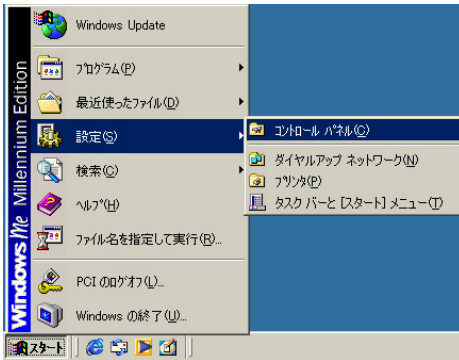 Windows Update
プログラム(P)
最近使ったファイル(D)
設定(S)
検索(C)
ヘルプ(H)
ファイル名を指定して実行(R)...
PCI のログオフ(L)...
Windows の終了(U)...
Windows Me Millennium Edition
コントロール パネル(C)
ダイヤルアップ ネットワーク(N)
プリンタ(P)
タスク バーと [スタート] メニュー(T)
スタート